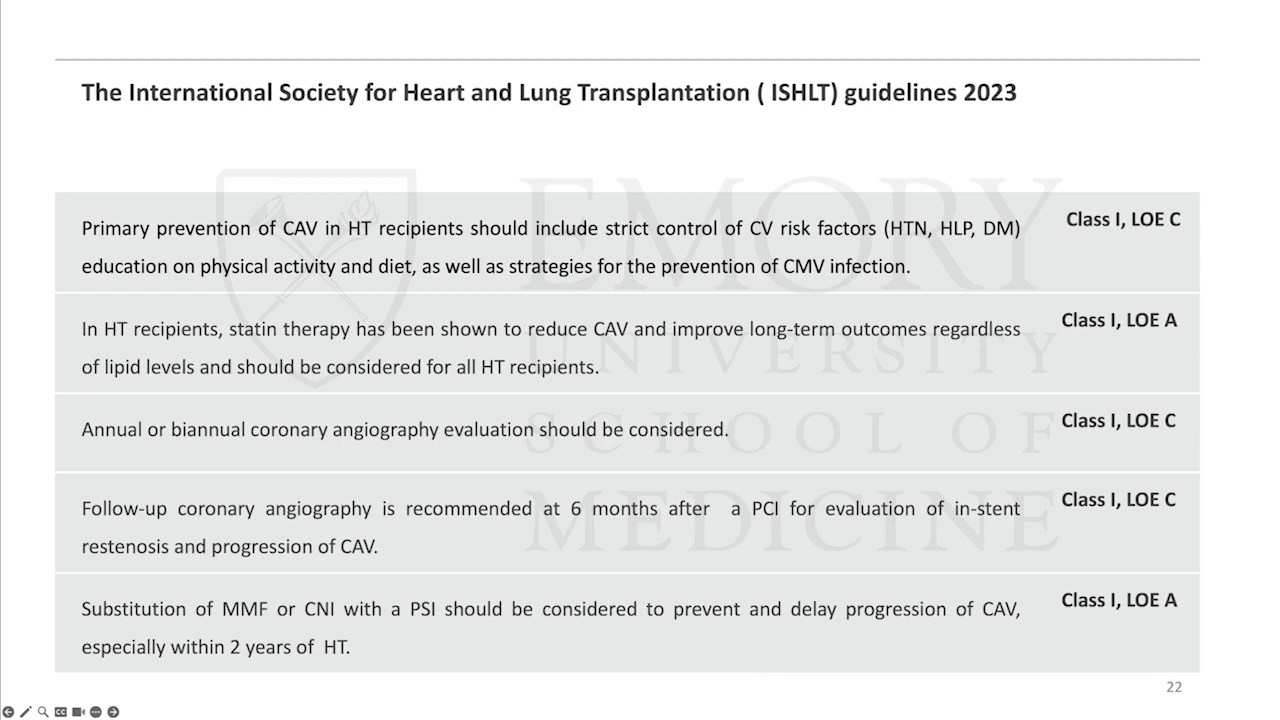 The International Society for Heart and Lung Transplantation ( ISHLT) guidelines 2023
Primary prevention of CAV in HT recipients should include strict control of CV risk factors (HTN, HLP, DM)
education on physical activity and diet, as well as strategies for the prevention of CMV infection.
Class I, LOE C
In HT recipients, statin therapy has been shown to reduce CAV and improve long-term outcomes regardless
of lipid levels and should be considered for all HT recipients.
Class I, LOE A
Annual or biannual coronary angiography evaluation should be considered.
Class I, LOE C
Follow-up coronary angiography is recommended at 6 months after a PCI for evaluation of in-stent
restenosis and progression of CAV.
Class I, LOE C
Substitution of MMF or CNI with a PSI should be considered to prevent and delay progression of CAV,
especially within 2 years of HT.
Class I, LOE A
EMORY
UNIVERSITY
SCHOOL OF
MEDICINE
22